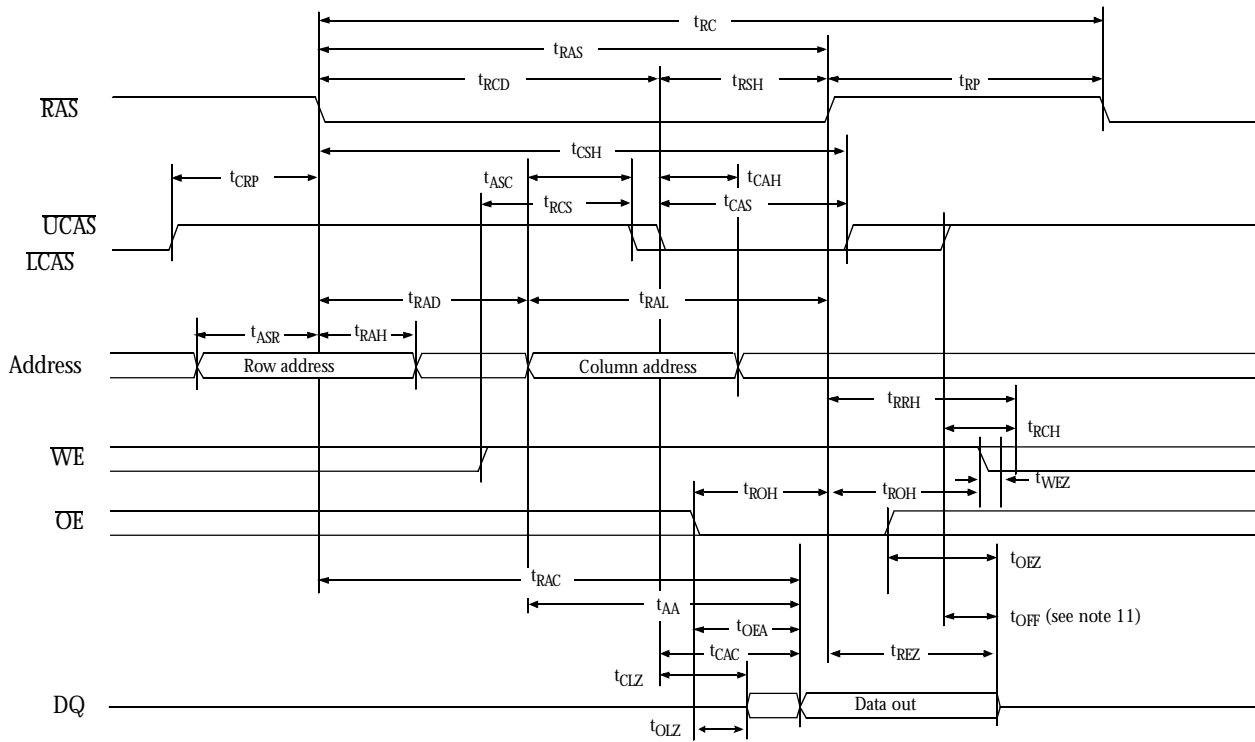 tRC
tRAS
tRCD tRSH tRP
RAS
tCSH
tCRP tASC tCAH
tRCS tCAS
UCAS
LCAS
tRAD tRAL
tASR tRAH
Address Row address Column address
tRRH
tRCH
WE
tWEZ
tROH tROH
OE
tOEZ
tRAC
tAA
tOFF (see note 11)
tOEA
tCAC tREZ
tCLZ
DQ Data out
tOLZ